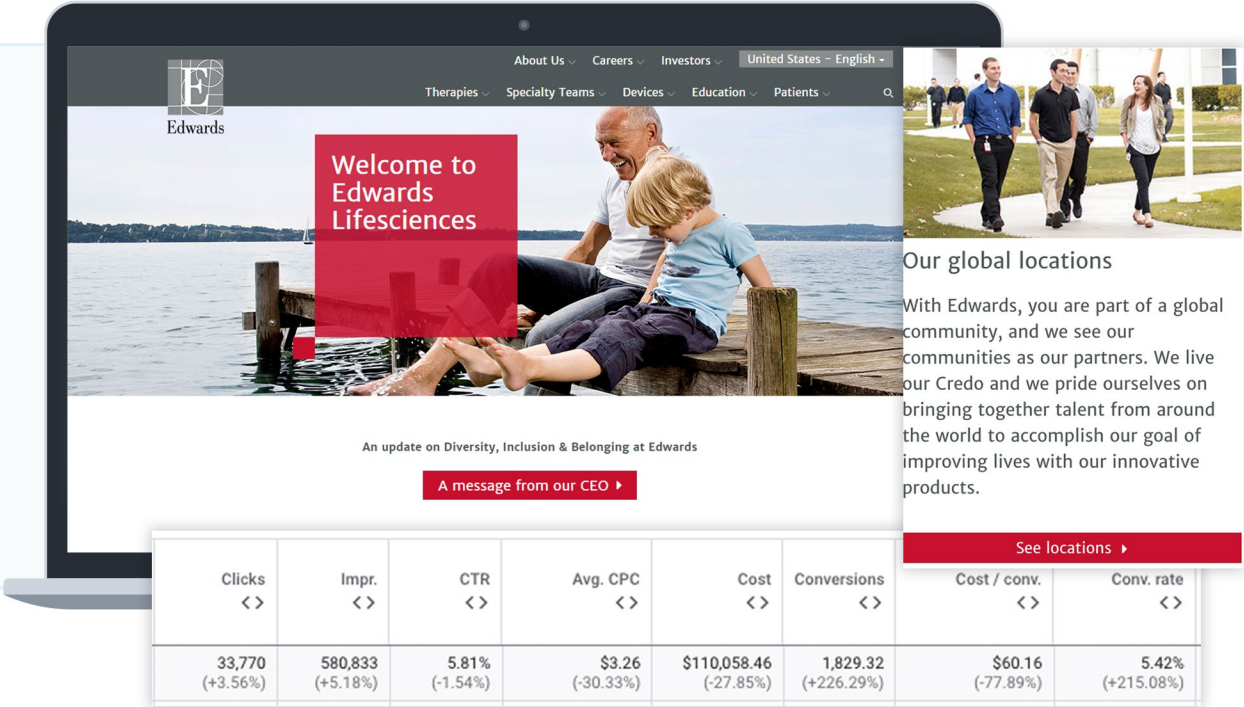 About Us Careers Investors United States - English
Therapies Specialty Teams Devices Education Patients
E
Edwards
Welcome to
Edwards
Lifesciences
An update on Diversity, Inclusion & Belonging at Edwards
A message from our CEO
Our global locations
With Edwards, you are part of a global
community, and we see our
communities as our partners. We live
our Credo and we pride ourselves on
bringing together talent from around
the world to accomplish our goal of
improving lives with our innovative
products.
See locations
Clicks Impr. CTR Avg. CPC Cost Conversions Cost / conv. Conv. rate
33,770 580,833 5.81% $3.26 $110,058.46 1,829.32 $60.16 5.42%
(+3.56%) (+5.18%) (-1.54%) (-30.33%) (-27.85%) (+226.29%) (-77.89%) (+215.08%)